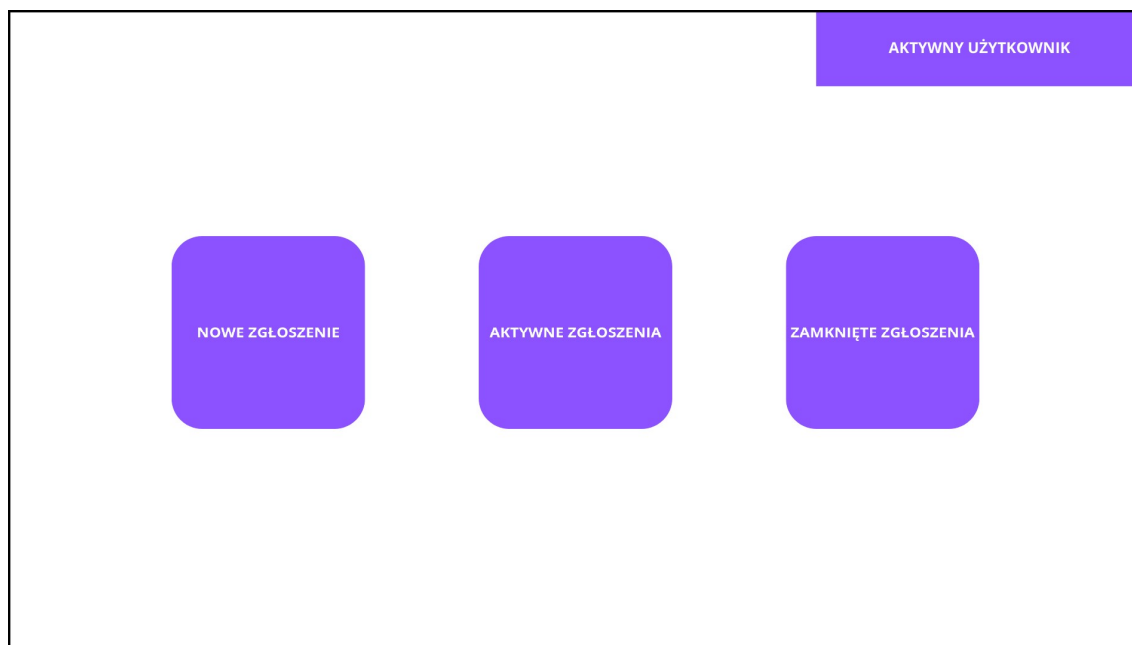 AKTYWNY UŻYTKOWNIK
NOWE ZGŁOSZENIE
AKTYWNE ZGŁOSZENIA
ZAMKNIĘTE ZGŁOSZENIA